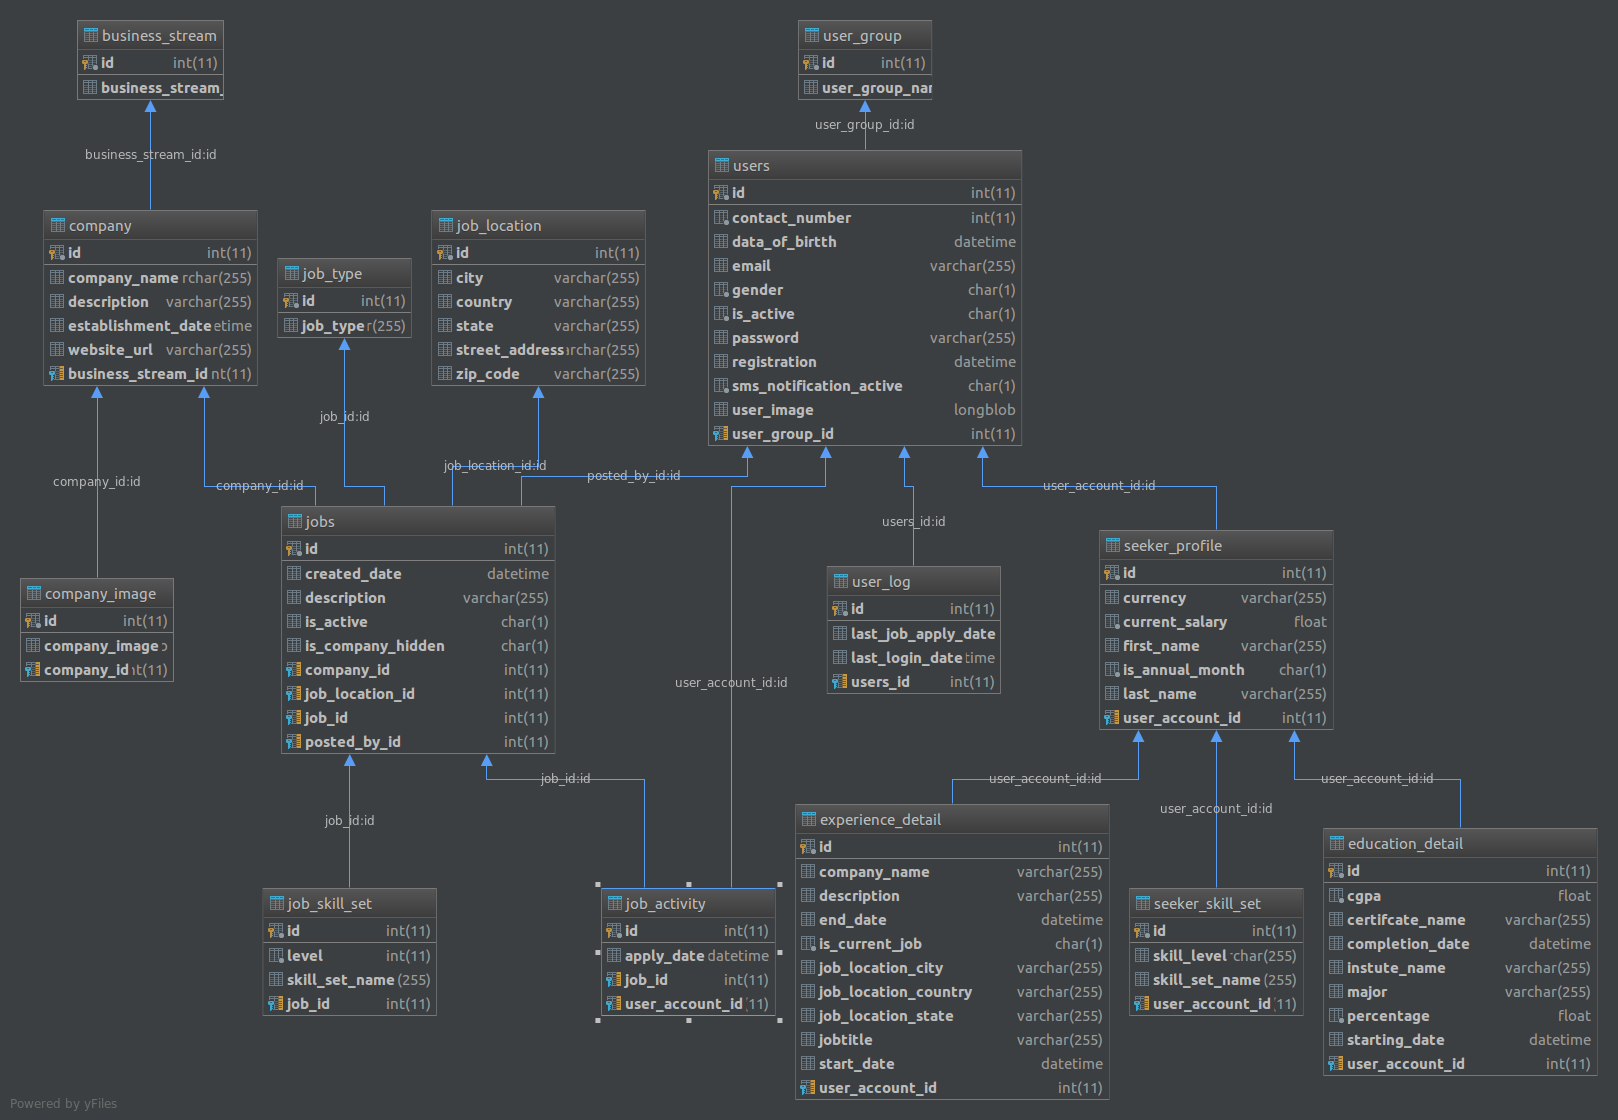 business_stream
id int(11)
business_stream_
user_group
id int(11)
user_group_nar
user_group_id:id
business_stream_id:id
users
id int(11)
contact_number int(11)
data_of_birtth datetime
email varchar(255)
gender char(1)
is_active char(1)
password varchar(255)
registration datetime
sms_notification_active char(1)
user_image longblob
user_group_id int(11)
company
id int(11)
company_name rchar(255)
description varchar(255)
establishment_date etime
website_url varchar(255)
business_stream_id nt(11)
job_type
id int(11)
job_type r(255)
job_location
id int(11)
city varchar(255)
country varchar(255)
state varchar(255)
street_address rchar(255)
zip_code varchar(255)
job_id:id
job_location_id:id
posted_by_id:id
company_id:id
company_id:id
user_account_id:id
users_id:id
jobs
id int(11)
created_date datetime
description varchar(255)
is_active char(1)
is_company_hidden char(1)
company_id int(11)
job_location_id int(11)
job_id int(11)
posted_by_id int(11)
company_image
id int(11)
company_image
company_id nt(11)
user_log
id int(11)
last_job_apply_date
last_login_date time
users_id int(11)
seeker_profile
id int(11)
currency varchar(255)
current_salary float
first_name varchar(255)
is_annual_month char(1)
last_name varchar(255)
user_account_id int(11)
user_account_id:id
job_id:id
job_id:id
user_account_id:id
user_account_id:id
user_account_id:id
job_skill_set
id int(11)
level int(11)
skill_set_name (255)
job_id int(11)
job_activity
id int(11)
apply_date datetime
job_id int(11)
user_account_id (11)
experience_detail
id int(11)
company_name varchar(255)
description varchar(255)
end_date datetime
is_current_job char(1)
job_location_city varchar(255)
job_location_country varchar(255)
job_location_state varchar(255)
jobtitle varchar(255)
start_date datetime
user_account_id int(11)
seeker_skill_set
id int(11)
skill_level char(255)
skill_set_name (255)
user_account_id (11)
education_detail
id int(11)
cgpa float
certifcate_name varchar(255)
completion_date datetime
instute_name varchar(255)
major varchar(255)
percentage float
starting_date datetime
user_account_id int(11)
Powered by yFiles